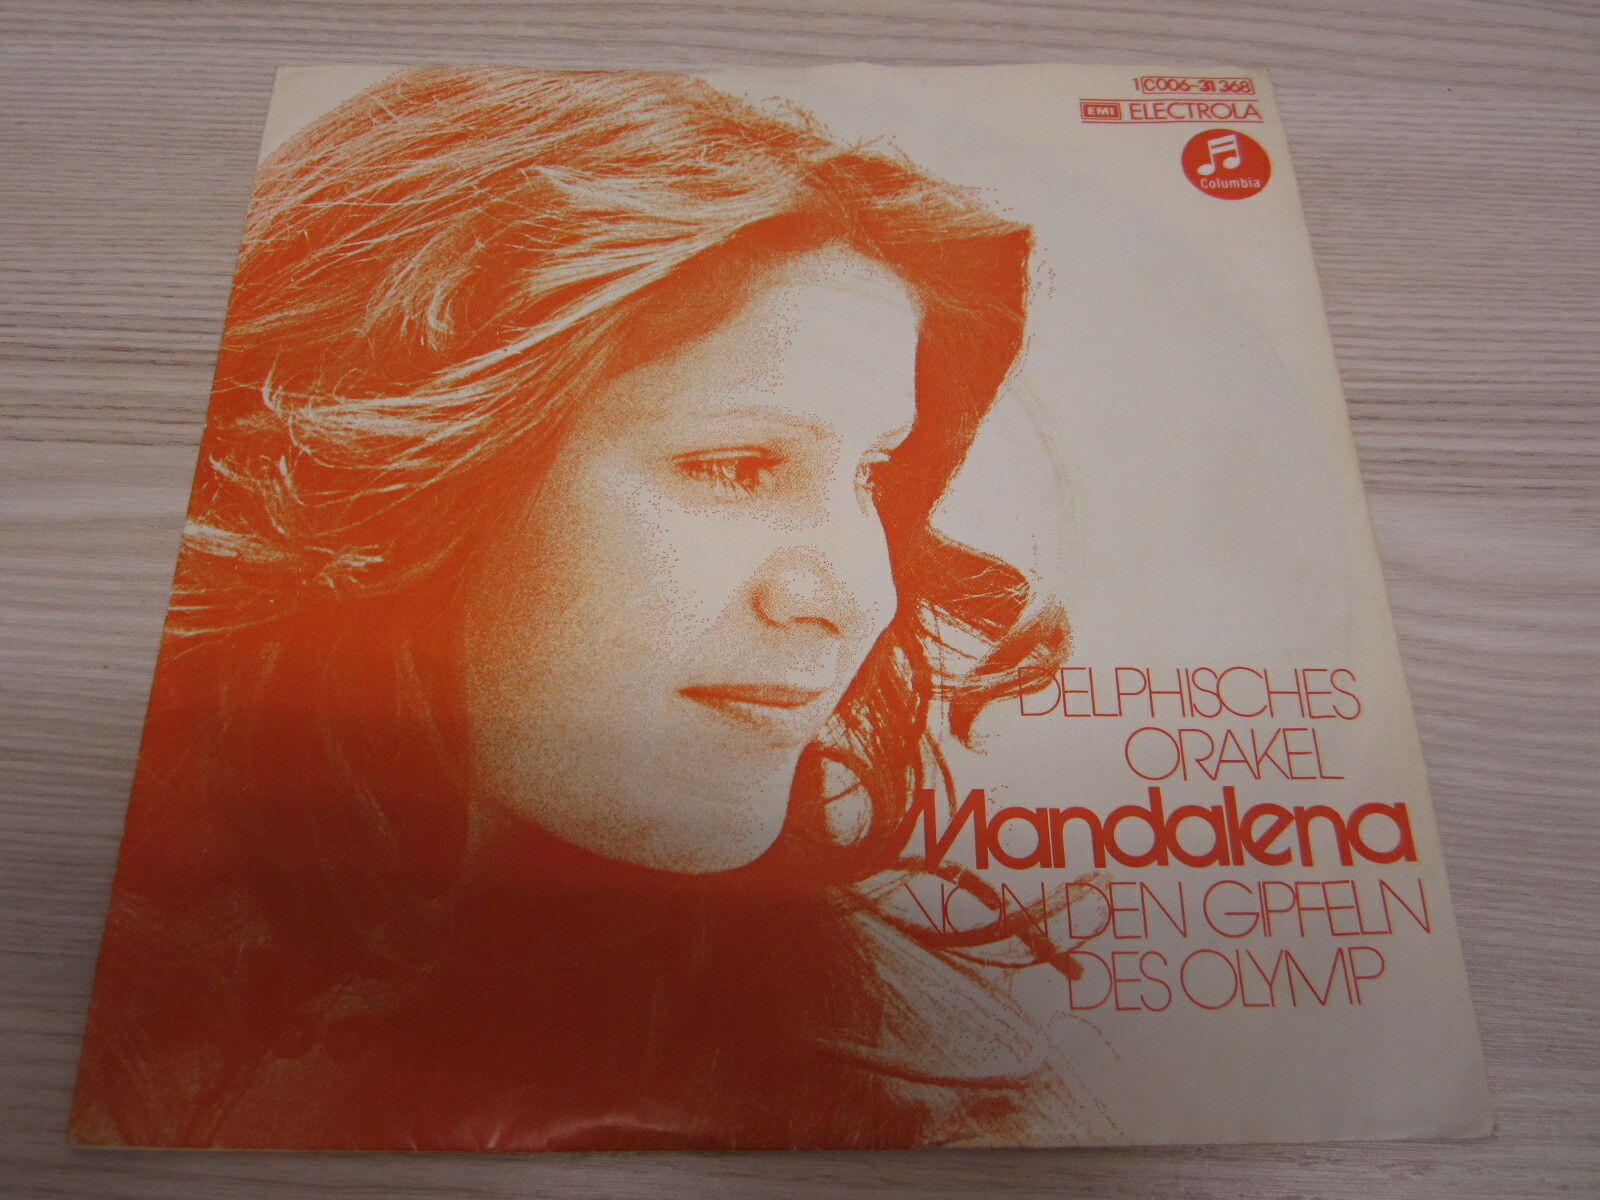 1C006-31 368
EMI ELECTROLA
Columbia
DELPHISCHES
ORAKEL
Mandalena
VON DEN GIPFELN
DES OLYMP